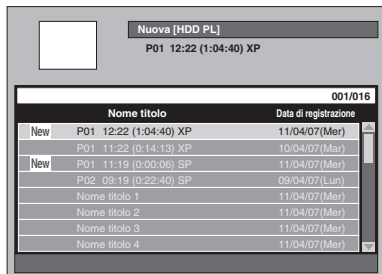 Nuova [HDD PL]
P01 12:22 (1:04:40) XP
001/016
Nome titolo Data di registrazione
New P01 12:22 (1:04:40) XP 11/04/07(Mer)
P01 11:22 (0:14:13) XP 10/04/07(Mar)
New P01 11:19 (0:00:06) SP 11/04/07(Mer)
P02 09:19 (0:22:40) SP 09/04/07(Lun)
Nome titolo 1 11/04/07(Mer)
Nome titolo 2 11/04/07(Mer)
Nome titolo 3 11/04/07(Mer)
Nome titolo 4 11/04/07(Mer)